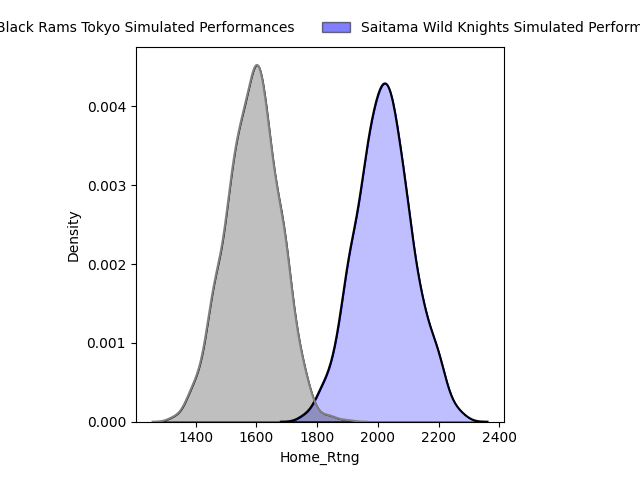 Black Rams Tokyo Simulated Performances Saitama Wild Knights Simulated Perform
0.004
0.003
0.002
0.001
0.000
Density
1400 1600 1800 2000 2200 2400
Home_Rtng